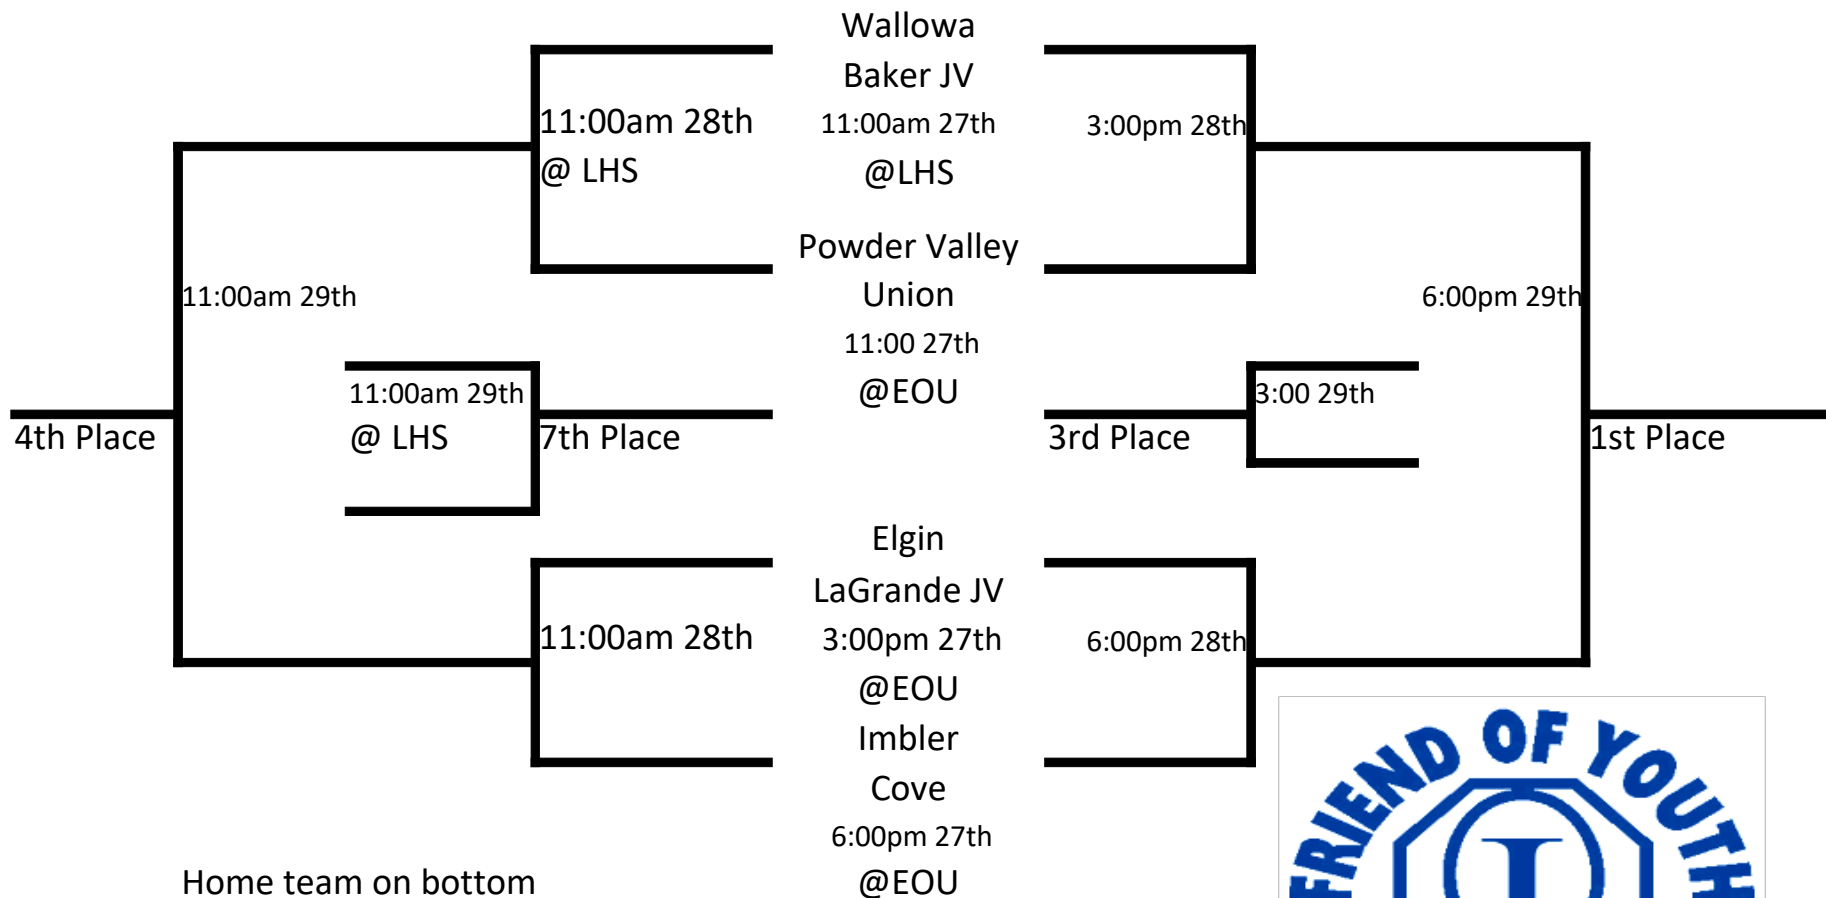 Wallowa
Baker JV
11:00am 28th
11:00am 27th
3:00pm 28th
@ LHS
@LHS
Powder Valley
11:00am 29th
Union
6:00pm 29th
11:00 27th
11:00am 29th
@EOU
3:00 29th
4th Place
@ LHS
7th Place
3rd Place
1st Place
Elgin
LaGrande JV
11:00am 28th
3:00pm 27th
6:00pm 28th
@EOU
Imbler
Cove
6:00pm 27th
@EOU
Home team on bottom
FRIEND OF YOUTH
I